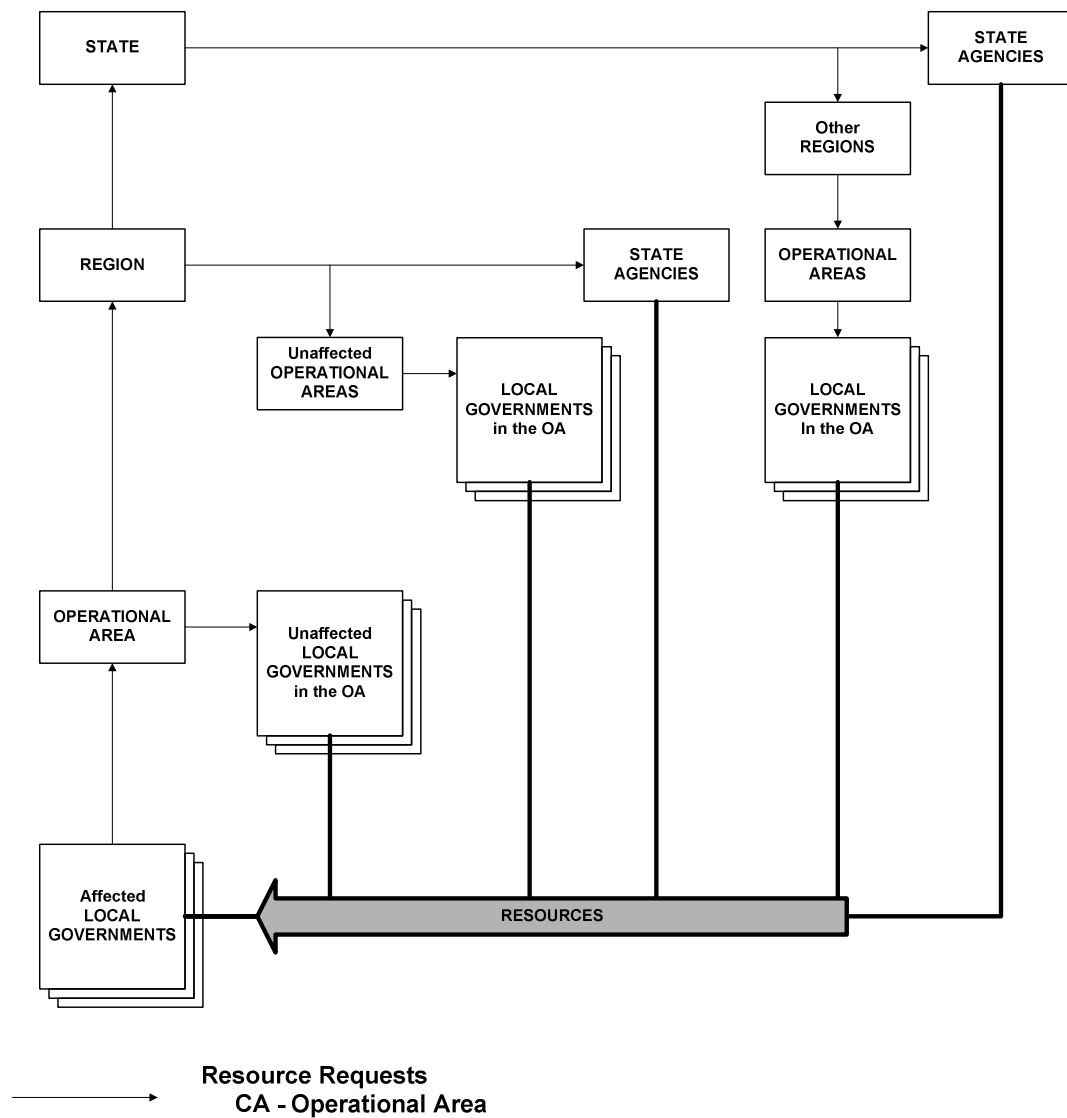 STATE
STATE
AGENCIES
Other
REGIONS
REGION
STATE
AGENCIES
OPERATIONAL
AREAS
Unaffected
OPERATIONAL
AREAS
LOCAL
GOVERNMENTS
in the OA
LOCAL
GOVERNMENTS
In the OA
OPERATIONAL
AREA
Unaffected
LOCAL
GOVERNMENTS
in the OA
Affected
LOCAL
GOVERNMENTS
RESOURCES
Resource Requests
CA - Operational Area